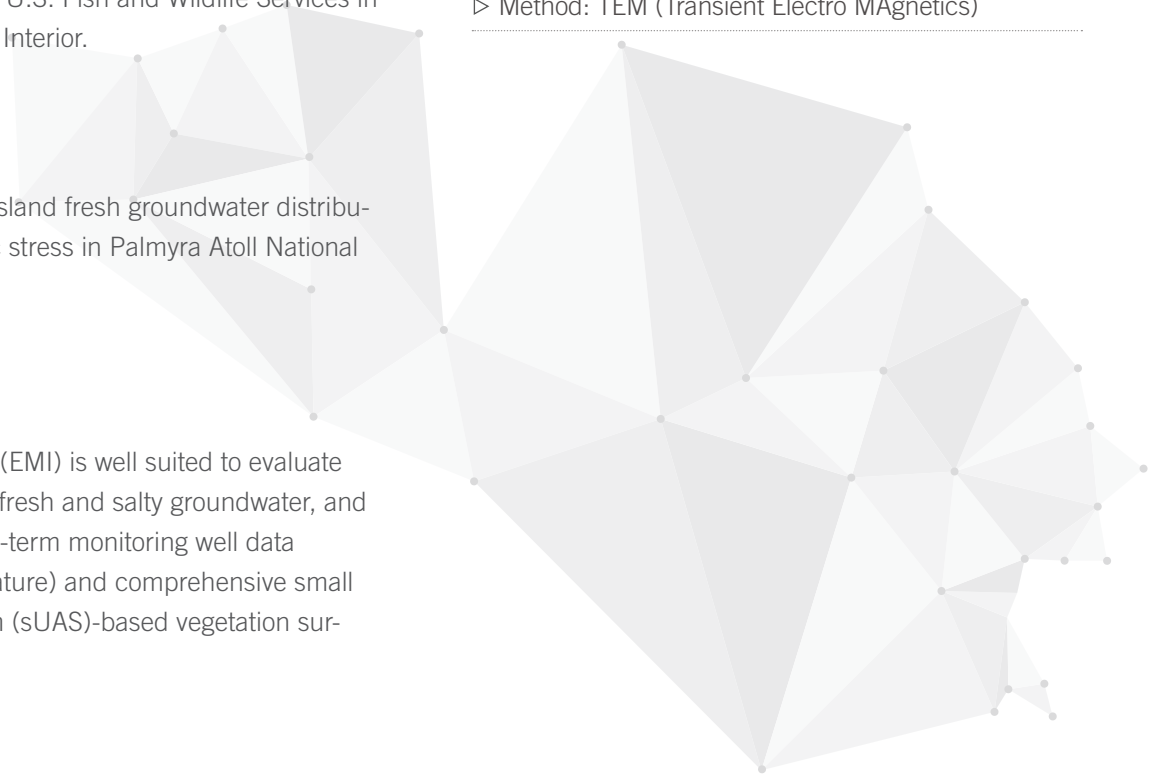 U.S. Fish and Wildlife Services in
Interior.
▷ Method: TEM (Transient Electro MAgnetics)
sland fresh groundwater distribu-
stress in Palmyra Atoll National
(EMI) is well suited to evaluate
fresh and salty groundwater, and
-term monitoring well data
ature) and comprehensive small
(sUAS)-based vegetation sur-